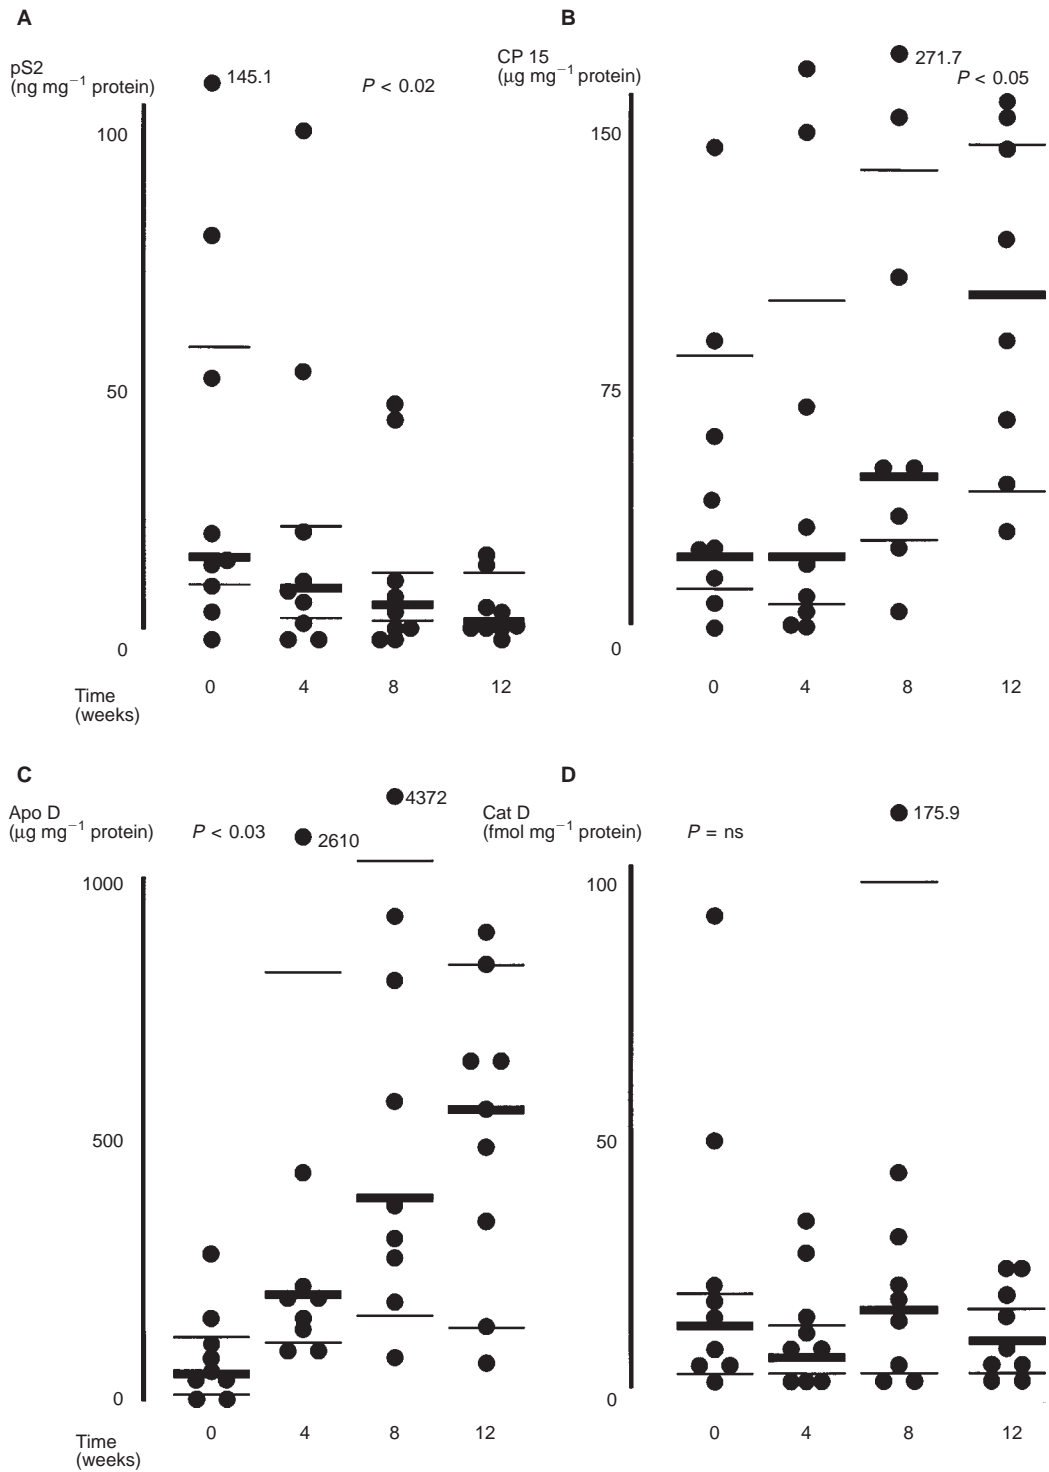 A
pS2
(ng mg−1 protein)
145.1
P < 0.02
100
50
0
Time
(weeks)
0 4 8 12
B
CP 15
(μg mg−1 protein)
271.7
P < 0.05
150
75
0
0 4 8 12
C
Apo D
(μg mg−1 protein)
P < 0.03
2610
4372
1000
500
0
Time
(weeks)
0 4 8 12
D
Cat D
(fmol mg−1 protein)
P = ns
175.9
100
50
0
0 4 8 12